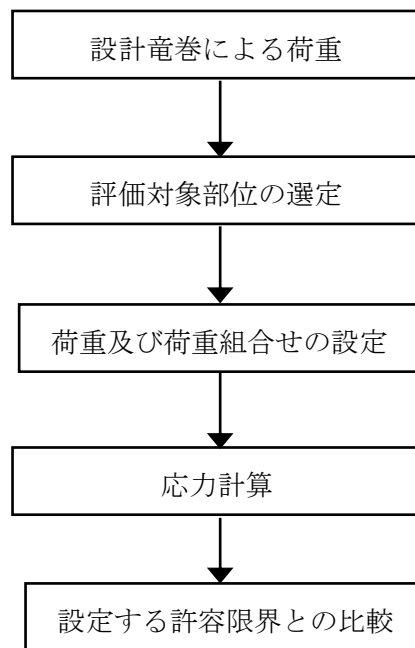 設計竜巻による荷重
評価対象部位の選定
荷重及び荷重組合せの設定
応力計算
設定する許容限界との比較